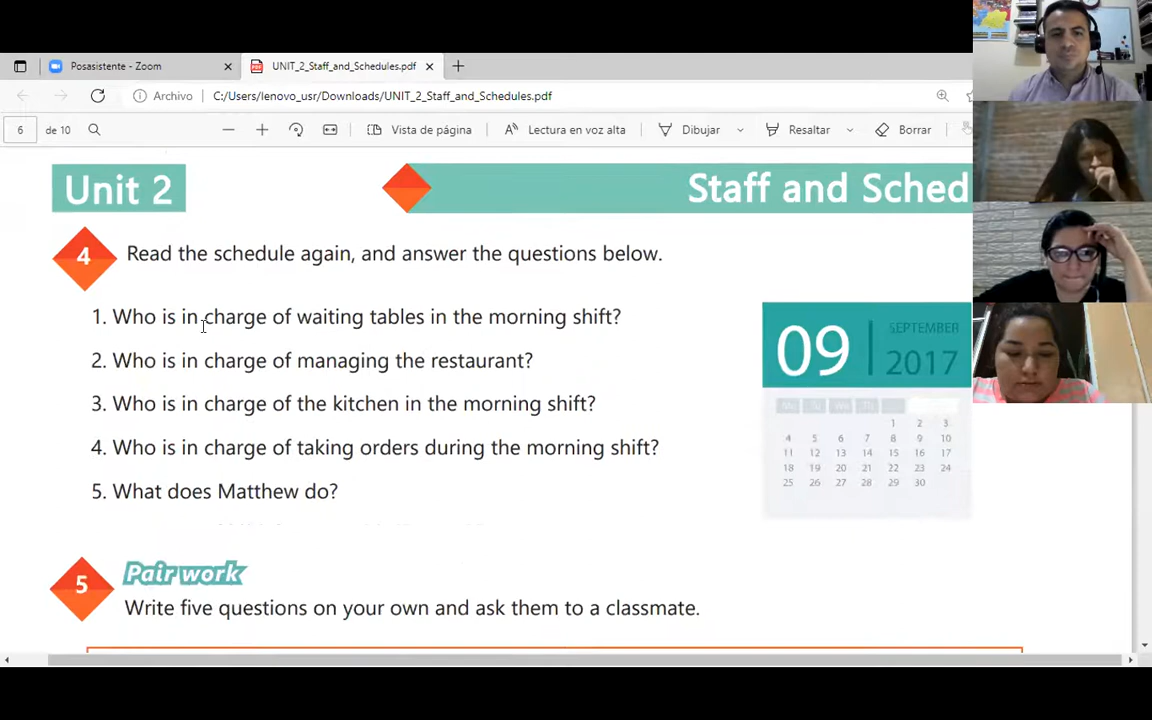 Posasistente - Zoom
UNIT_2_Staff_and_Schedules.pdf
Archivo
C:/Users/lenovo_usr/Downloads/UNIT_2_Staff_and_Schedules.pdf
6 de 10
Vista de página
Lectura en voz alta
Dibujar
Resaltar
Borrar
Unit 2
Staff and Sched
4 Read the schedule again, and answer the questions below.
1. Who is in charge of waiting tables in the morning shift?
2. Who is in charge of managing the restaurant?
3. Who is in charge of the kitchen in the morning shift?
4. Who is in charge of taking orders during the morning shift?
5. What does Matthew do?
09 SEPTEMBER 2017
Mo Tu We Th
1 2 3
4 5 6 7 8 9 10
11 12 13 14 15 16 17
18 19 20 21 22 23 24
25 26 27 28 29 30
5 Pair work
Write five questions on your own and ask them to a classmate.